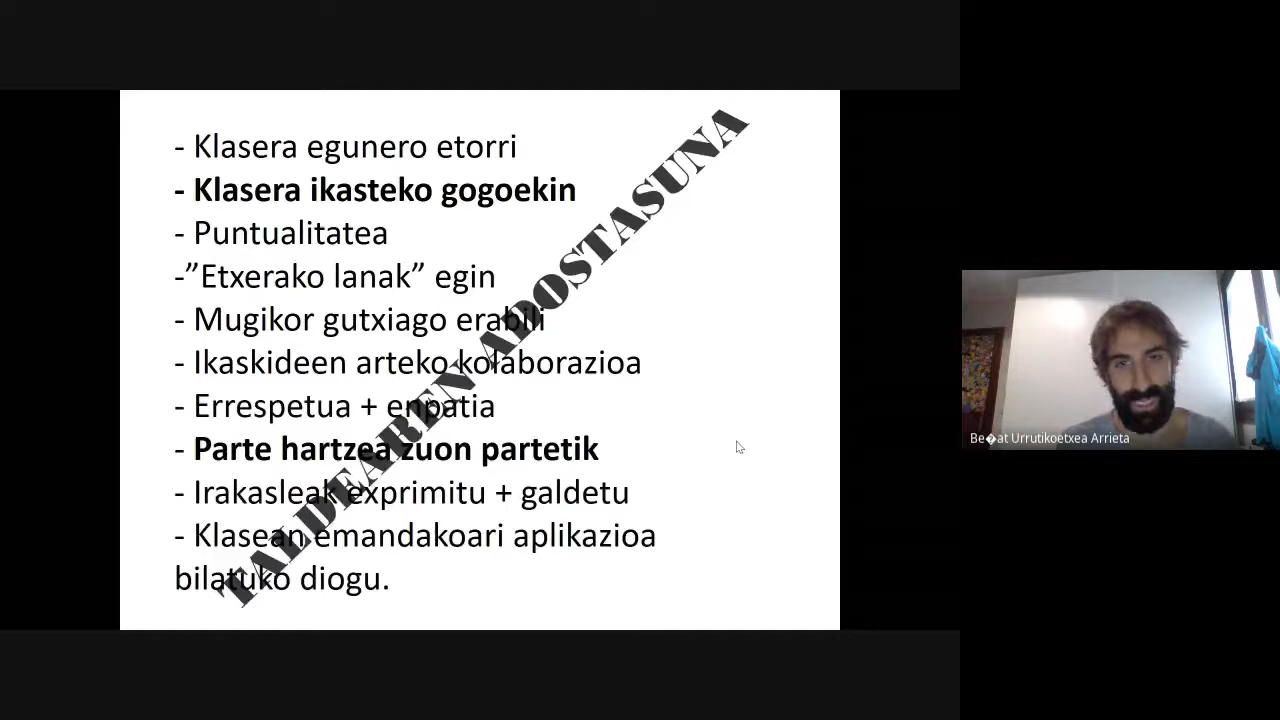 - Klasera egunero etorri
- Klasera ikasteko gogoekin
- Puntualitatea
-”Etxerako lanak” egin
- Mugikor gutxiago erabili
- Ikaskideen arteko kolaborazioa
- Errespetua + enpatia
- Parte hartzea zuon partetik
- Irakasleak exprimitu + galdetu
- Klasean emandakoari aplikazioa
bilatuko diogu.
TALDEAREN APOSTASUNA
Be�at Urrutikoetxea Arrieta